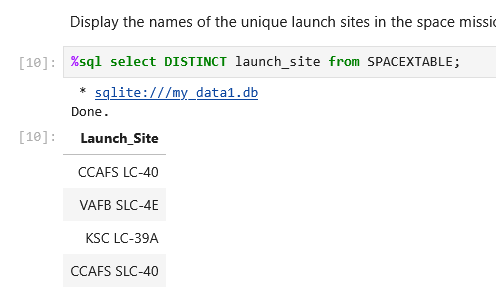 Display the names of the unique launch sites in the space
[10]: %sql select DISTINCT launch_site from SPACEXTABLE;
* sqlite:///my_data1.db
Done.
[10]: Launch_Site
CCAFS LC-40
VAFB SLC-4E
KSC LC-39A
CCAFS SLC-40